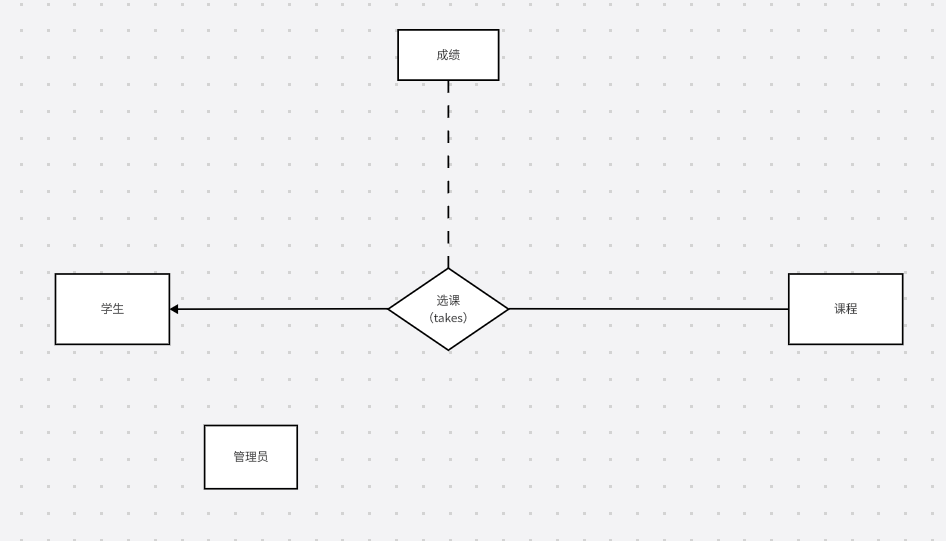 成绩
选课
（takes）
学生
课程
管理员